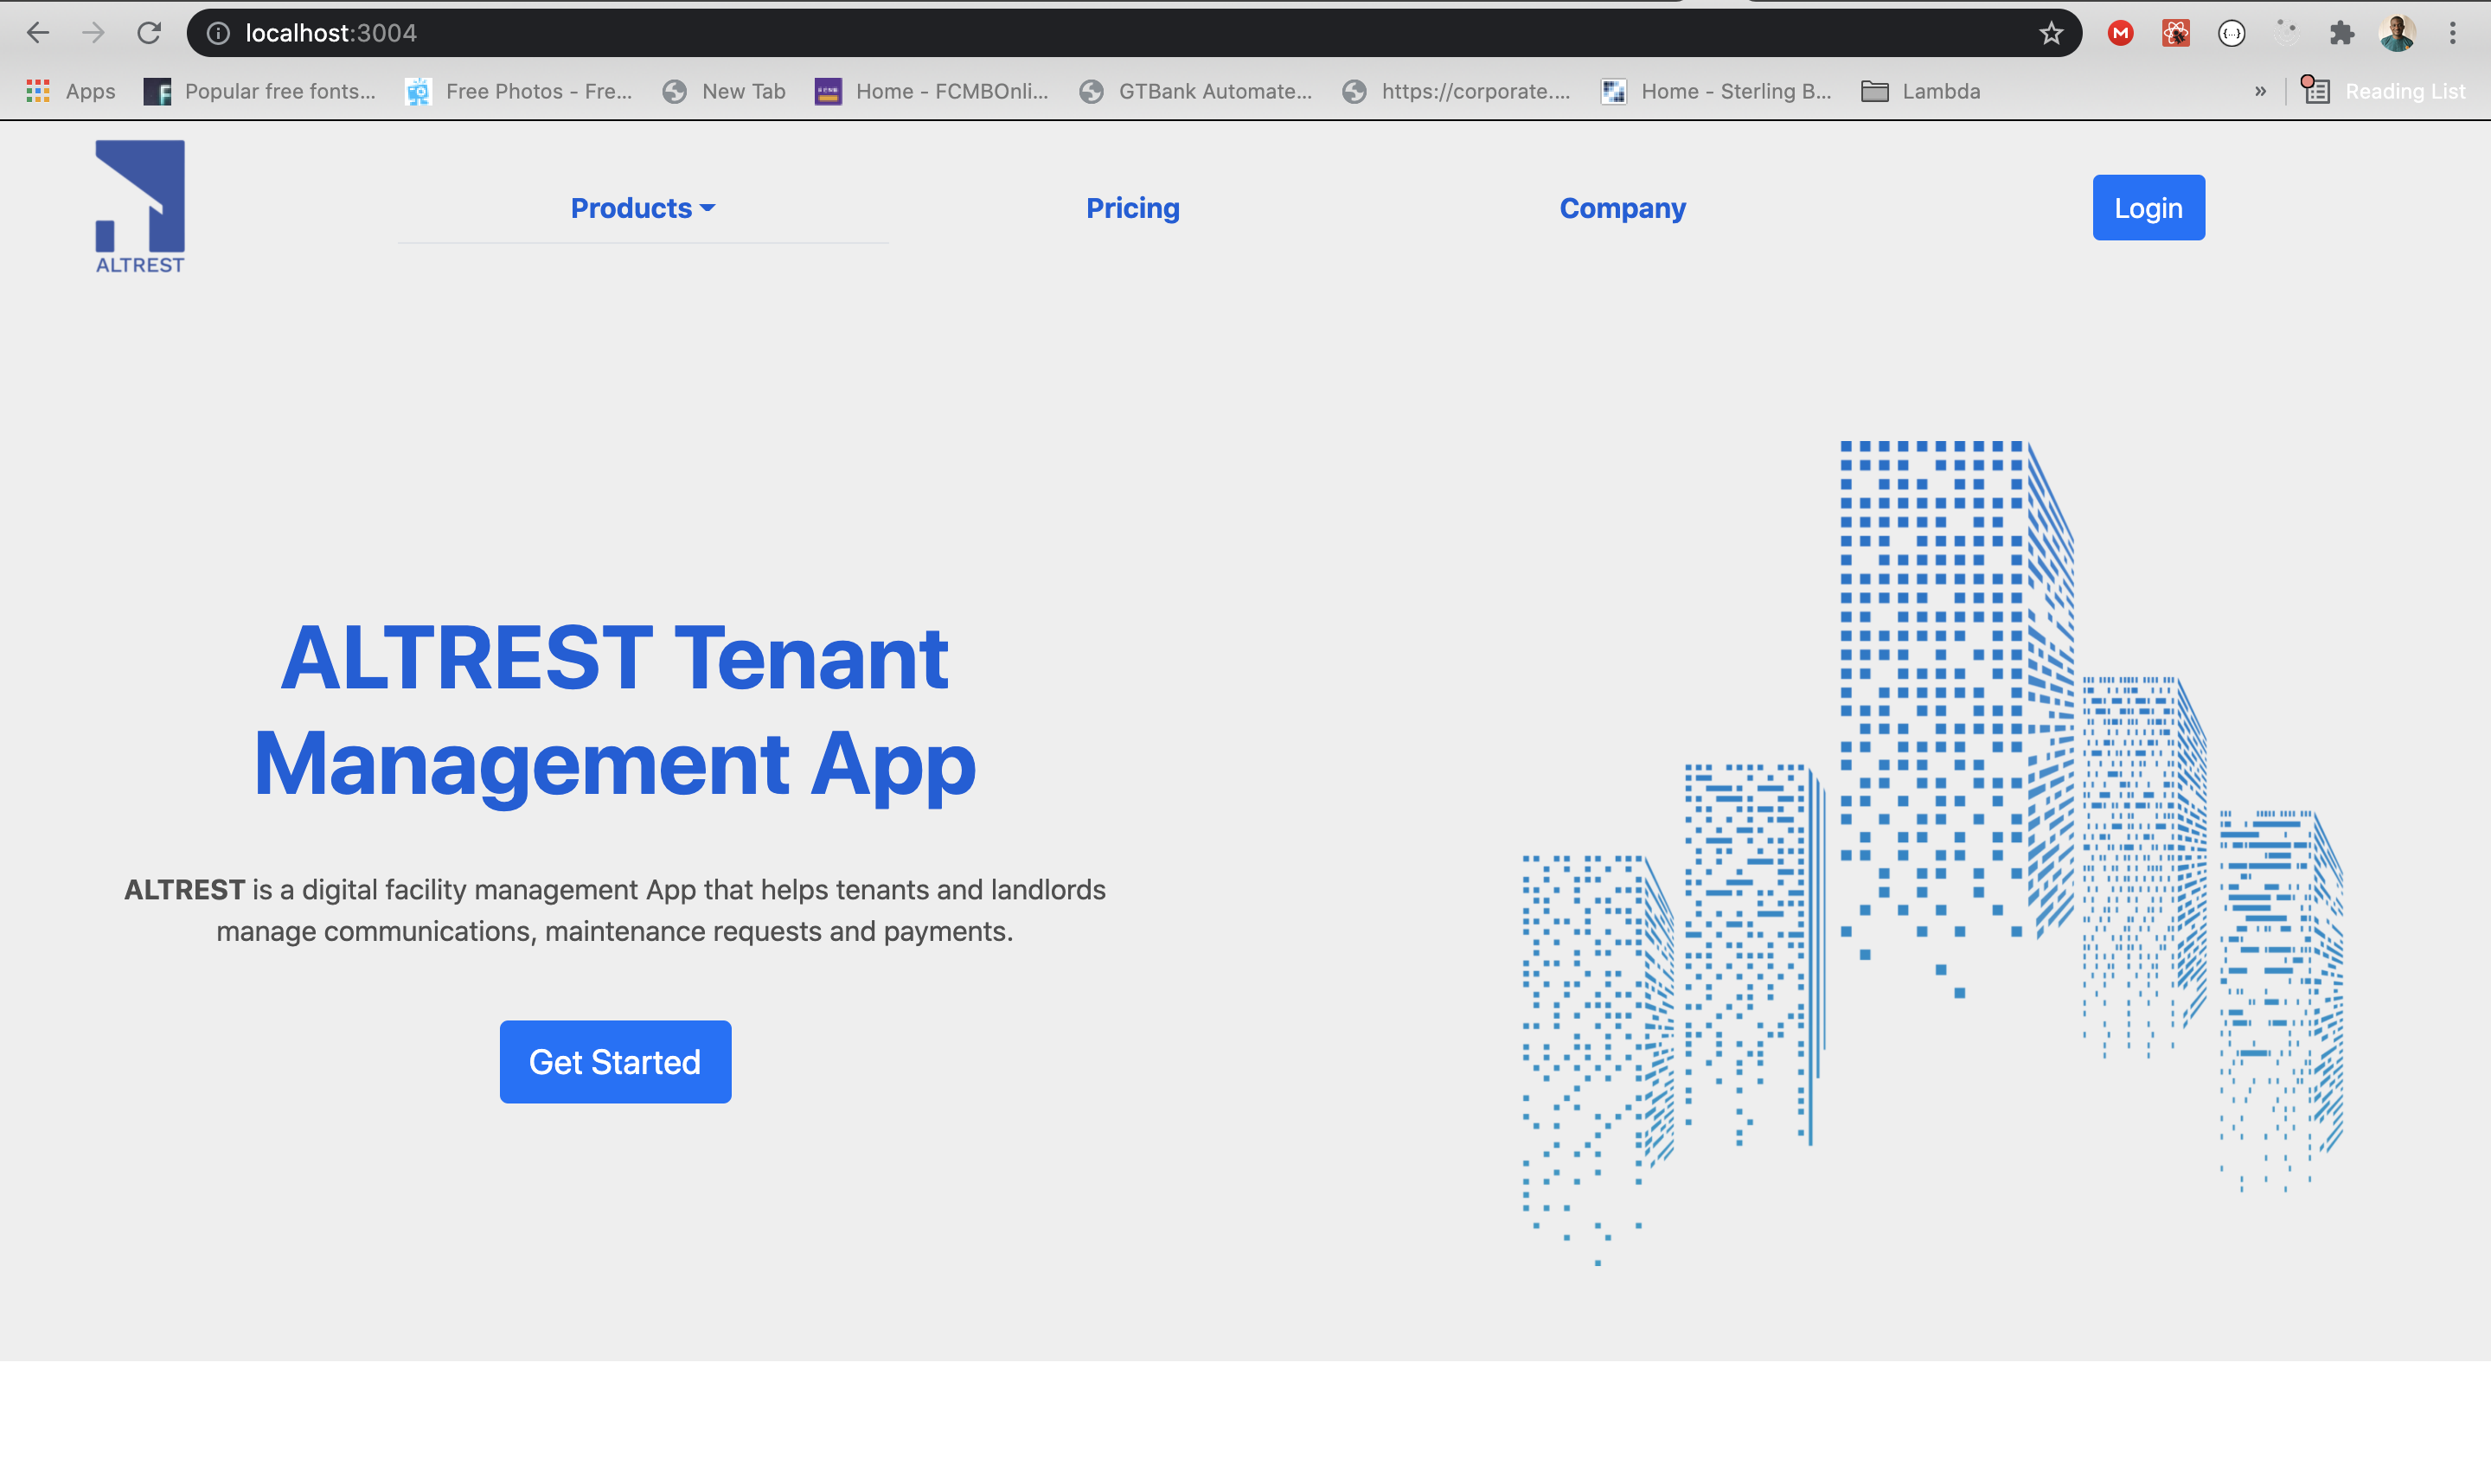 localhost:3004
Apps
Popular free fonts...
Free Photos - Fre...
New Tab
Home - FCMBOnli...
GTBank Automate...
https://corporate....
Home - Sterling B...
Lambda
»
Reading List
ALTREST
Products
Pricing
Company
Login
ALTREST Tenant
Management App
ALTREST is a digital facility management App that helps tenants and landlords
manage communications, maintenance requests and payments.
Get Started